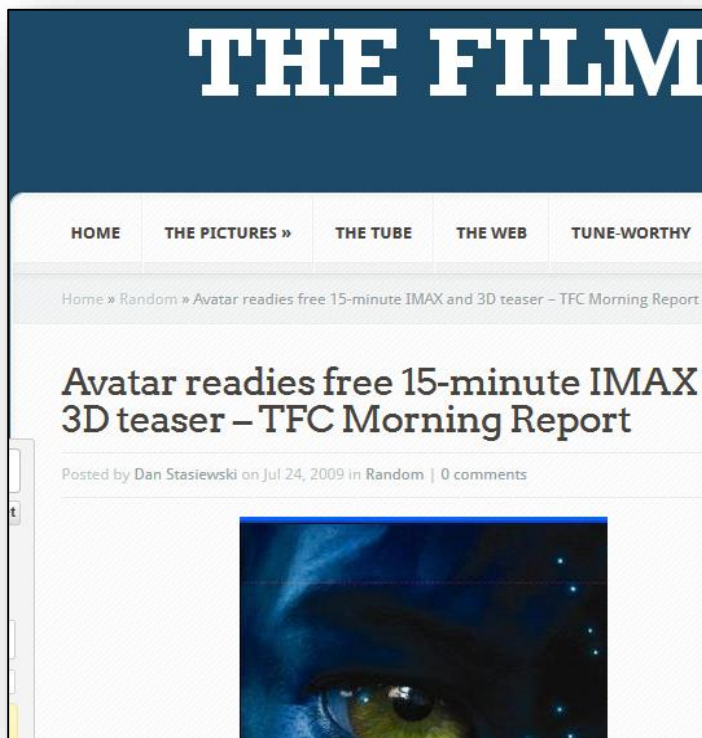 THE FILM
HOME THE PICTURES » THE TUBE THE WEB TUNE-WORTHY
Home » Random » Avatar readies free 15-minute IMAX and 3D teaser – TFC Morning Report
Avatar readies free 15-minute IMAX
3D teaser – TFC Morning Report
Posted by Dan Stasiewski on Jul 24, 2009 in Random | 0 comments